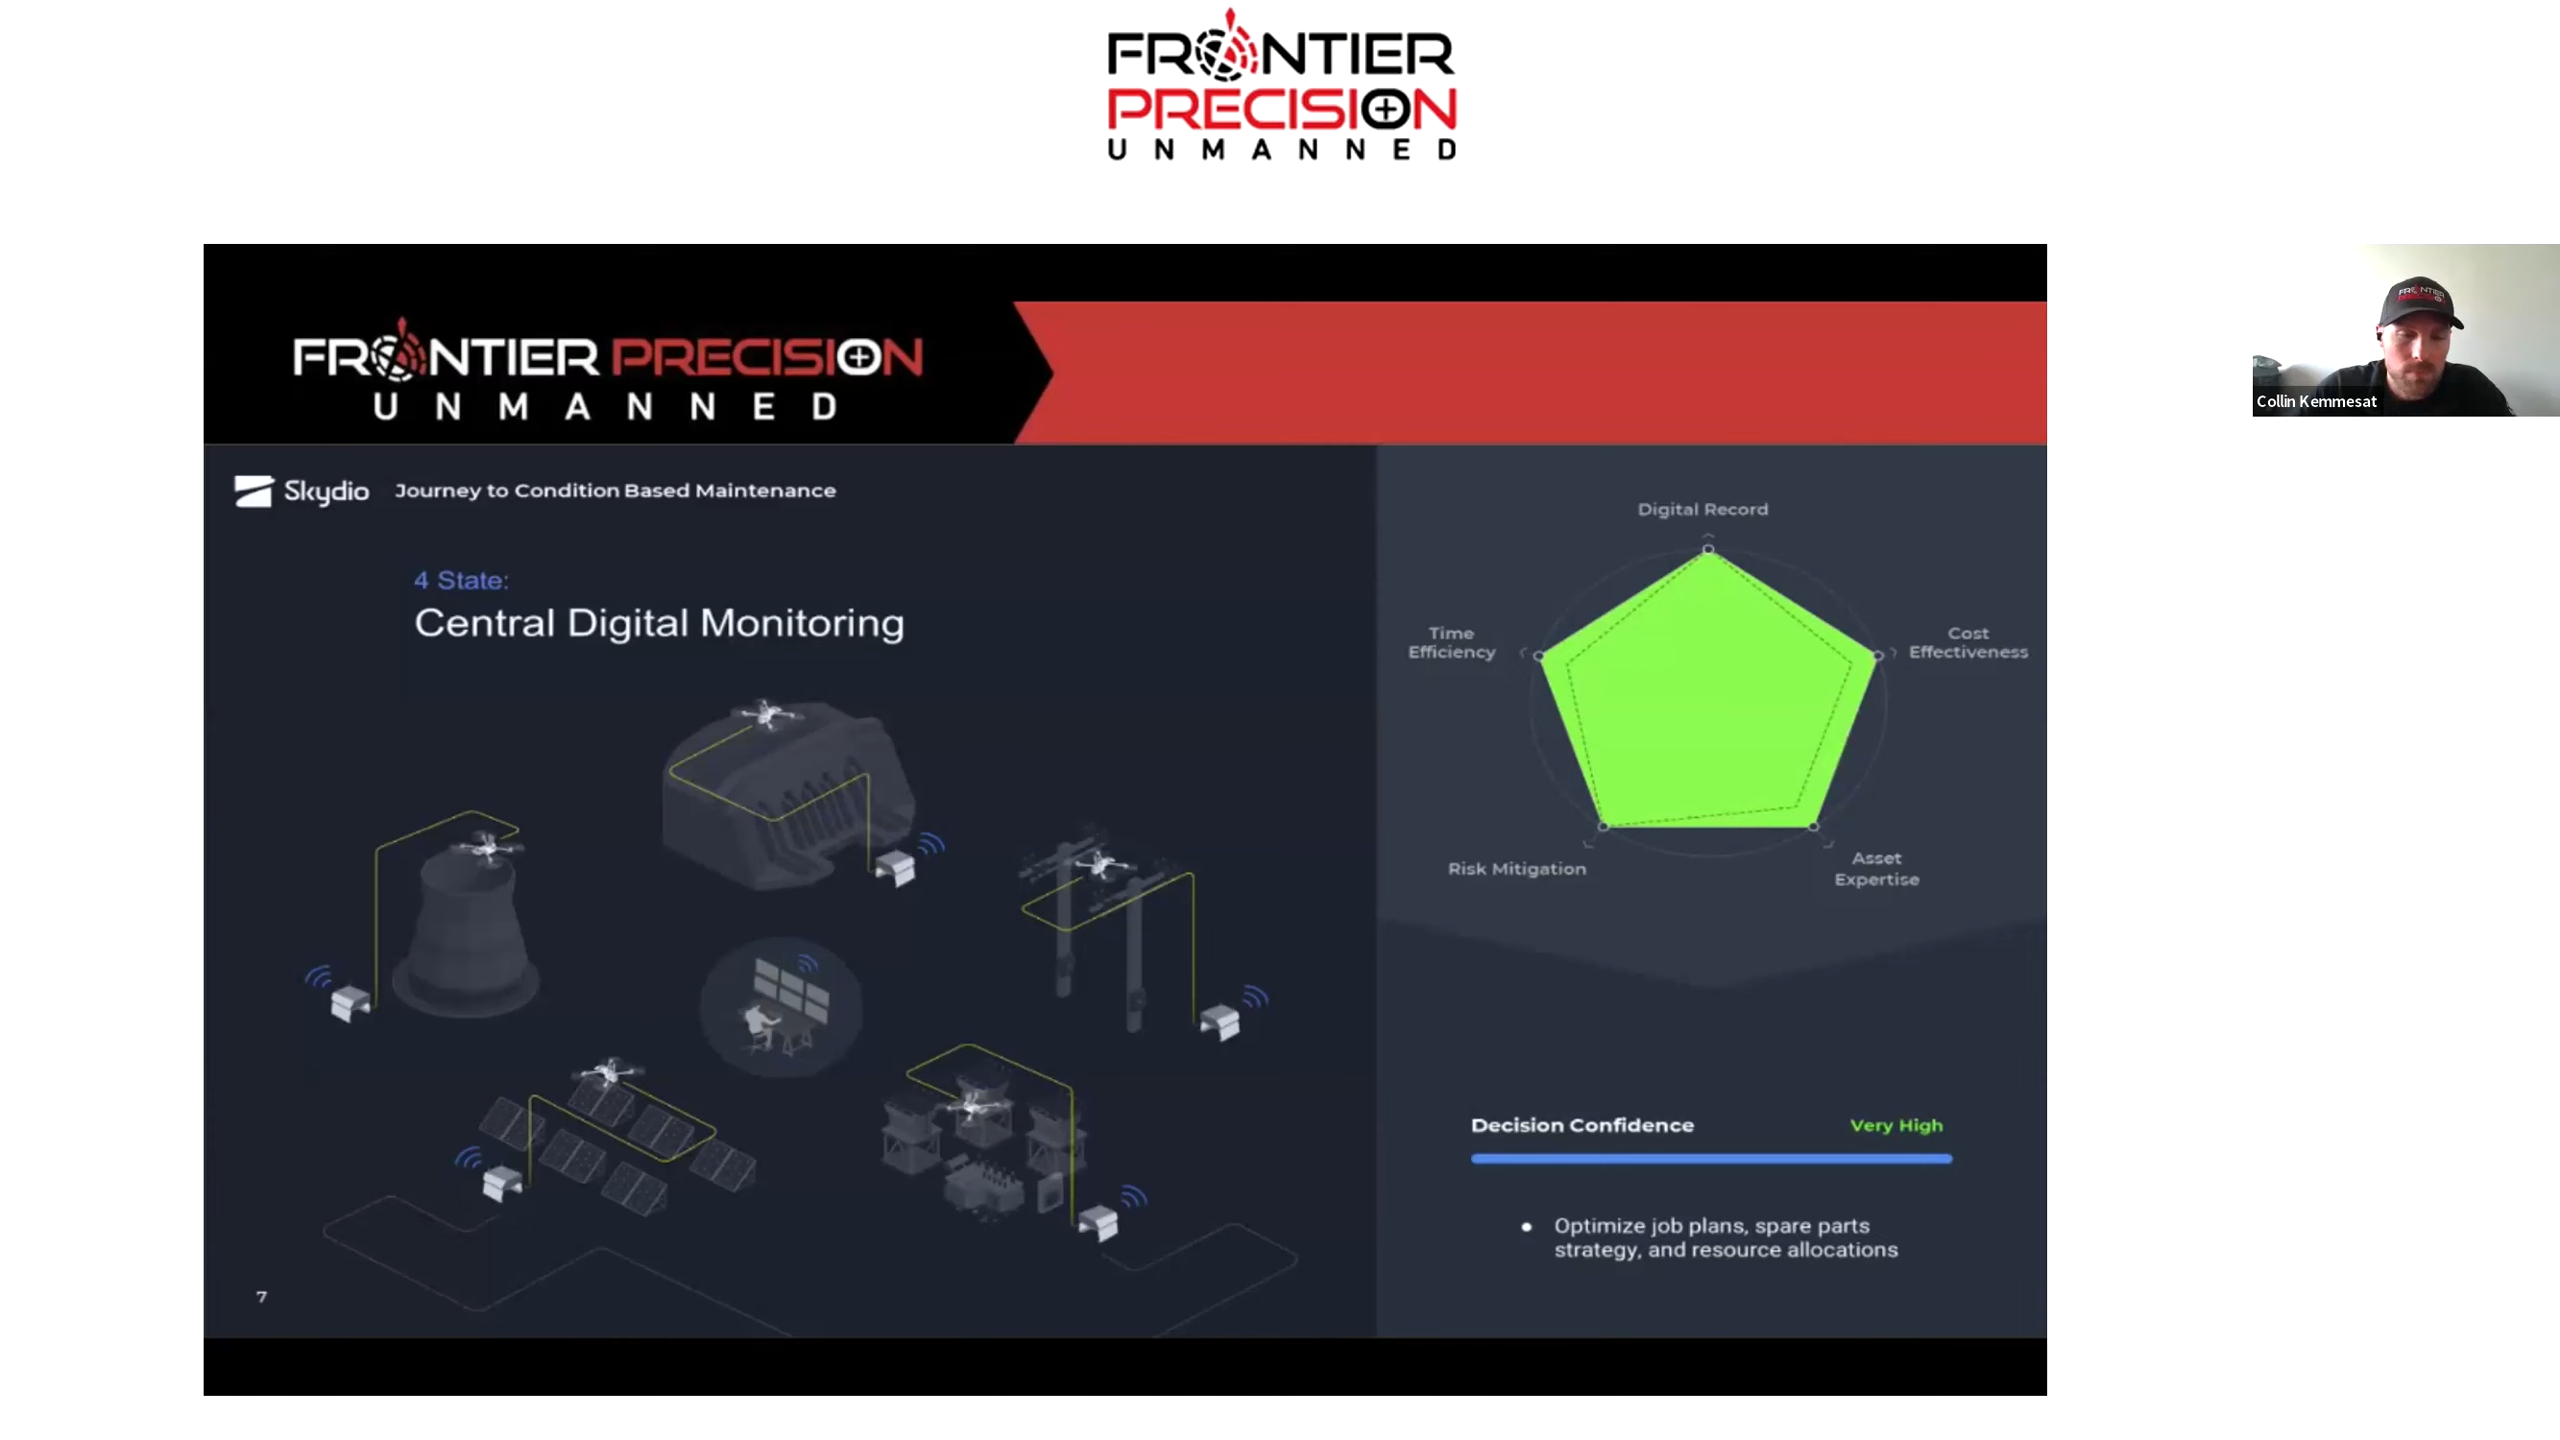 FRONTIER
PRECISION
UNMANNED
FRONTIER PRECISION
UNMANNED
Skydio Journey to Condition Based Maintenance
4 State:
Central Digital Monitoring
Digital Record
Time
Efficiency
Cost
Effectiveness
Risk Mitigation
Asset
Expertise
Decision Confidence Very High
• Optimize job plans, spare parts
strategy, and resource allocations
7
FRONTIER
Collin Kemmesat